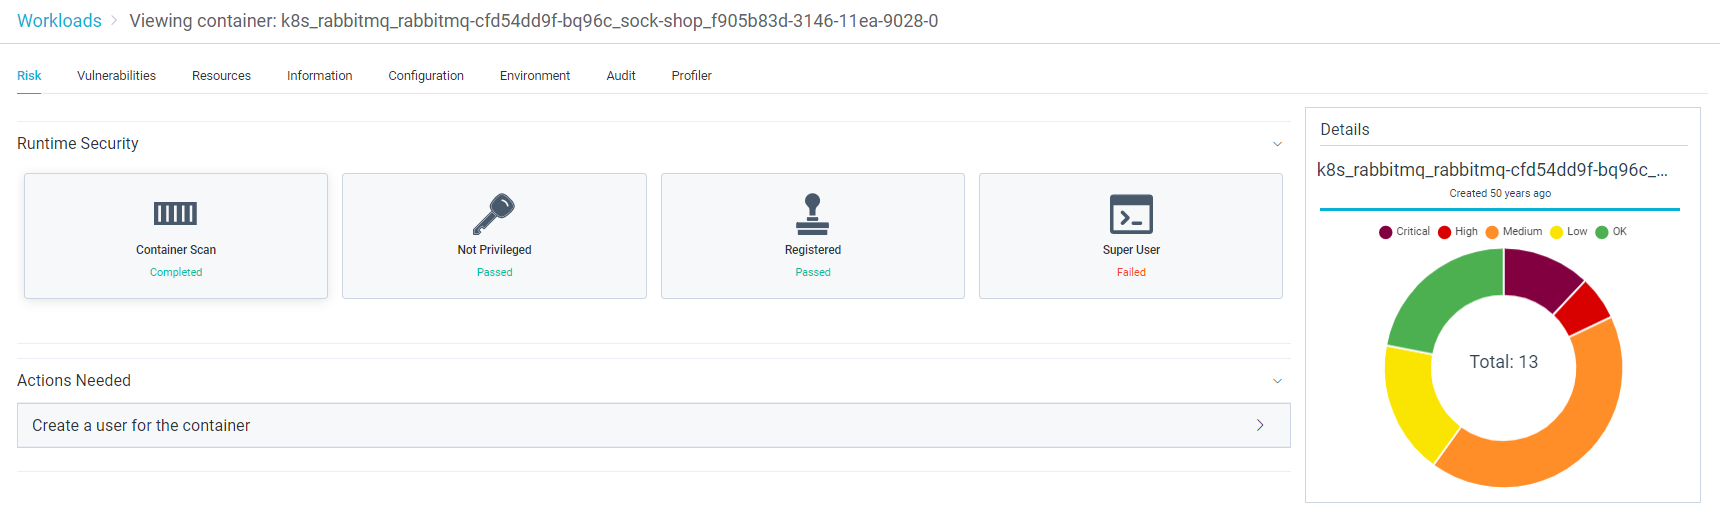 Workloads > Viewing container: k8s_rabbitmq_rabbitmq-cfd54dd9f-bq96c_sock-shop_f905b83d-3146-11ea-9028-0
Risk Vulnerabilities Resources Information Configuration Environment Audit Profiler
Runtime Security
Container Scan
Completed
Not Privileged
Passed
Registered
Passed
Super User
Failed
Actions Needed
Create a user for the container
Details
k8s_rabbitmq_rabbitmq-cfd54dd9f-bq96c_...
Created 50 years ago
Critical High Medium Low OK
Total: 13